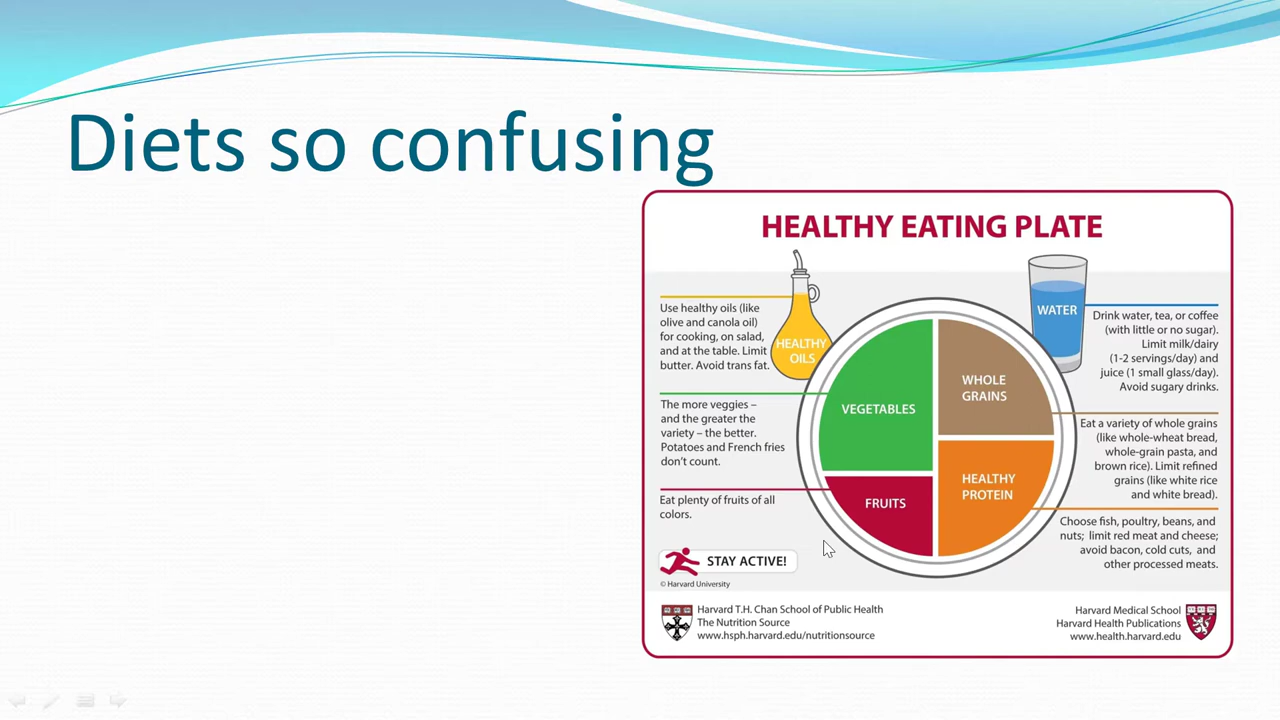 Diets so confusing
HEALTHY EATING PLATE
Use healthy oils (like
olive and canola oil)
for cooking, on salad,
and at the table. Limit
butter. Avoid trans fat.
HEALTHY
OILS
The more veggies –
and the greater the
variety – the better.
Potatoes and French fries
don't count.
Eat plenty of fruits of all
colors.
VEGETABLES
FRUITS
WHOLE
GRAINS
HEALTHY
PROTEIN
WATER
Drink water, tea, or coffee
(with little or no sugar).
Limit milk/dairy
(1-2 servings/day) and
juice (1 small glass/day).
Avoid sugary drinks.
Eat a variety of whole grains
(like whole-wheat bread,
whole-grain pasta, and
brown rice). Limit refined
grains (like white rice
and white bread).
Choose fish, poultry, beans, and
nuts; limit red meat and cheese;
avoid bacon, cold cuts, and
other processed meats.
STAY ACTIVE!
© Harvard University
Harvard T.H. Chan School of Public Health
The Nutrition Source
www.hsph.harvard.edu/nutritionsource
Harvard Medical School
Harvard Health Publications
www.health.harvard.edu